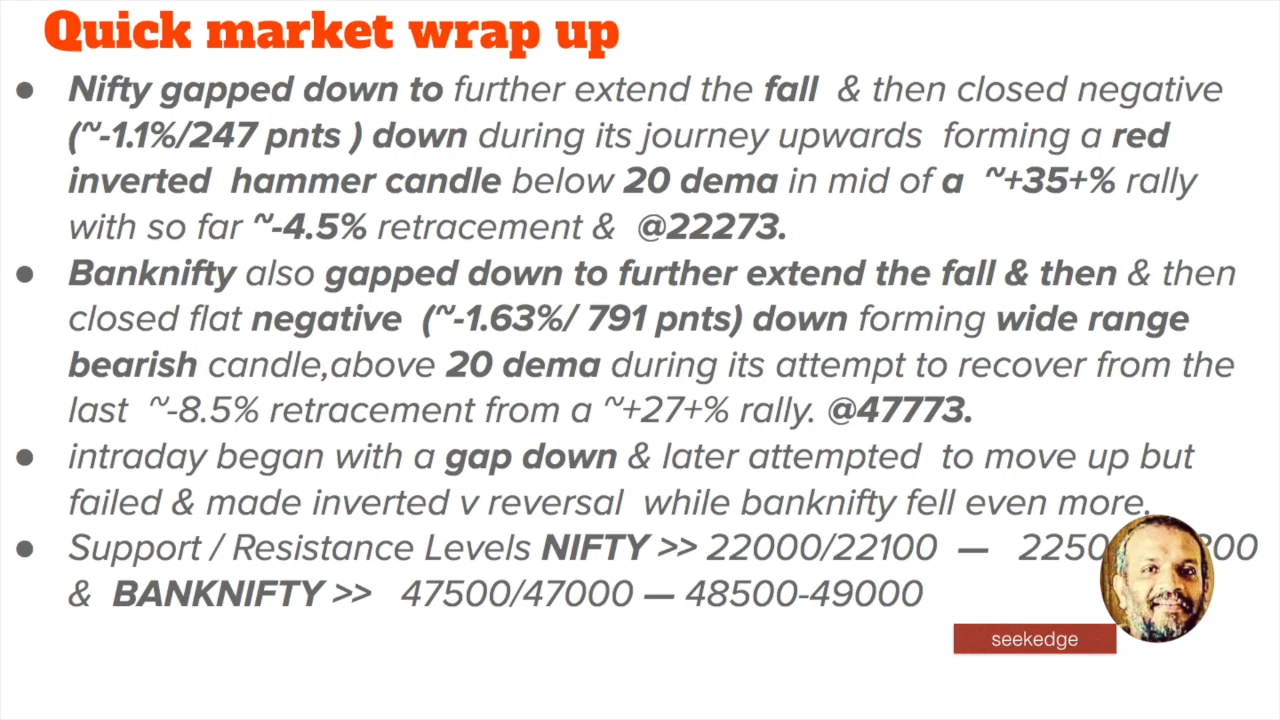 Quick market wrap up
● Nifty gapped down to further extend the fall & then closed negative
(~-1.1%/247 pnts ) down during its journey upwards forming a red
inverted hammer candle below 20 dema in mid of a ~+35+% rally
with so far ~-4.5% retracement & @22273.
● Banknifty also gapped down to further extend the fall & then & then
closed flat negative (~-1.63%/ 791 pnts) down forming wide range
bearish candle,above 20 dema during its attempt to recover from the
last ~-8.5% retracement from a ~+27+% rally. @47773.
● intraday began with a gap down & later attempted to move up but
failed & made inverted v reversal while banknifty fell even more.
● Support / Resistance Levels NIFTY >> 22000/22100 —
& BANKNIFTY >> 47500/47000 — 48500-49000
seekedge